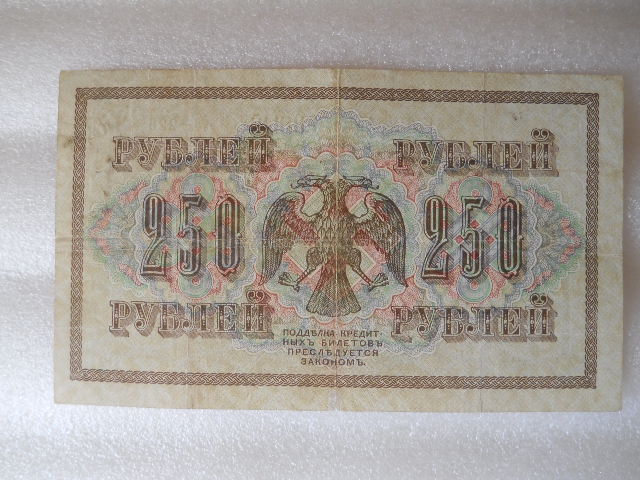 РУБЛЕЙ РУБЛЕЙ
250 250
РУБЛЕЙ РУБЛЕЙ
ПОДДѢЛКА КРЕДИТ-
НЫХЪ БИЛЕТОВЪ
ПРЕСЛѢДУЕТСЯ
ЗАКОНОМЪ.